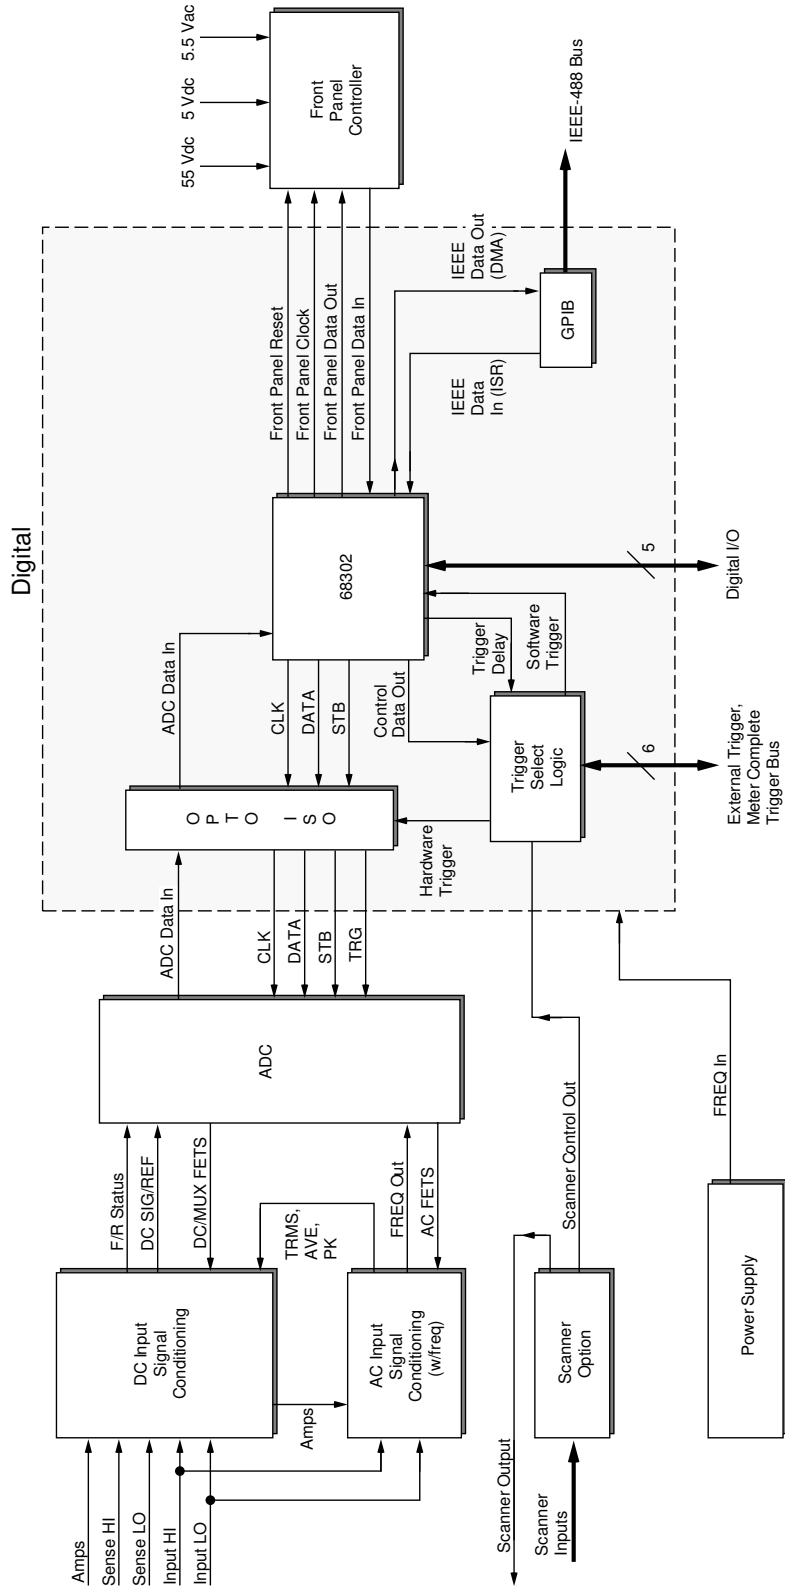 Digital
Amps
Sense HI
Sense LO
Input HI
Input LO
DC Input
Signal
Conditioning
Amps
AC Input
Signal
Conditioning
(w/freq)
F/R Status
DC SIG/REF
DC/MUX FETS
TRMS,
AVE,
PK
FREQ Out
AC FETS
ADC
ADC Data In
CLK
DATA
STB
TRG
OPTO ISO
ADC Data In
CLK
DATA
STB
Control
Data Out
Hardware
Trigger
68302
Trigger
Delay
Software
Trigger
Trigger
Select
Logic
Front Panel Reset
Front Panel Clock
Front Panel Data Out
Front Panel Data In
IEEE
Data Out
(DMA)
IEEE
Data
In (ISR)
GPIB
IEEE-488 Bus
55 Vdc
5 Vdc
5.5 Vac
Front
Panel
Controller
5
Digital I/O
6
External Trigger,
Meter Complete
Trigger Bus
Scanner Output
Scanner
Inputs
Scanner
Option
Scanner Control Out
Power Supply
FREQ In